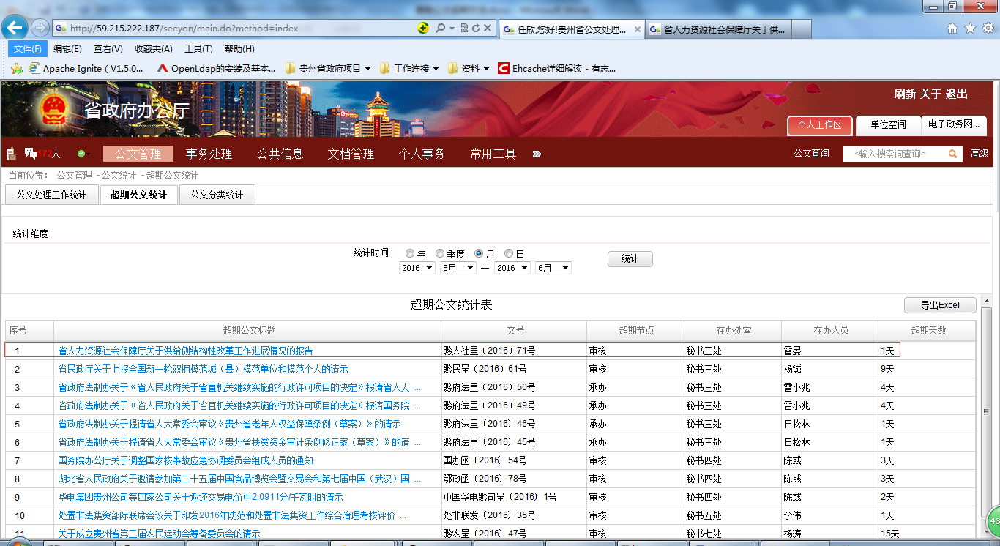 http://59.215.222.187/seeyon/main.do?method=index
任欣,您好!贵州省公文处理...
省人力资源社会保障厅关于供...
文件(F) 编辑(E) 查看(V) 收藏夹(A) 工具(T) 帮助(H)
Apache Ignite ( V1.5.0... OpenLdap的安装及基本... 贵州省政府项目 工作连接 资料 Ehcache详细解读 - 有志...
省政府办公厅
刷新 关于 退出
个人工作区 单位空间 电子政务网...
172人 公文管理 事务处理 公共信息 文档管理 个人事务 常用工具 公文查询 <输入搜索词查询> 高级
当前位置： 公文管理 - 公文统计 - 超期公文统计
公文处理工作统计 超期公文统计 公文分类统计
统计维度
统计时间： 年 季度 月 日 统计
2016 6月 -- 2016 6月
超期公文统计表 导出Excel
序号 超期公文标题 文号 超期节点 在办处室 在办人员 超期天数
1 省人力资源社会保障厅关于供给侧结构性改革工作进展情况的报告 黔人社呈〔2016〕71号 审核 秘书三处 雷晏 1天
2 省民政厅关于上报全国新一轮双拥模范城（县）模范单位和模范个人的请示 黔民呈〔2016〕61号 审核 秘书三处 杨铖 9天
3 省政府法制办关于《省人民政府关于省直机关继续实施的行政许可项目的决定》报请省人大 ... 黔府法呈〔2016〕50号 承办 秘书三处 雷小兆 4天
4 省政府法制办关于《省人民政府关于省直机关继续实施的行政许可项目的决定》报请国务院 ... 黔府法呈〔2016〕49号 承办 秘书三处 雷小兆 4天
5 省政府法制办关于提请省人大常委会审议《贵州省老年人权益保障条例（草案）》的请示 黔府法呈〔2016〕46号 承办 秘书三处 田松林 1天
6 省政府法制办关于提请省人大常委会审议《贵州省扶贫资金审计条例修正案（草案）》的请 ... 黔府法呈〔2016〕45号 承办 秘书三处 田松林 1天
7 国务院办公厅关于调整国家核事故应急协调委员会组成人员的通知 国办函〔2016〕54号 审核 秘书四处 陈彧 3天
8 湖北省人民政府关于邀请参加第二十五届中国食品博览会暨交易会和第七届中国（武汉）国 ... 鄂政函〔2016〕78号 审核 秘书四处 陈彧 3天
9 华电集团贵州公司等四家公司关于返还交易电价中2.0911分/千瓦时的请示 中国华电黔司呈〔2016〕1号 审核 秘书四处 陈彧 2天
10 处置非法集资部际联席会议关于印发2016年防范和处置非法集资工作综合治理考核评价 ... 处非联发〔2016〕35号 审核 秘书五处 李伟 1天
11 关于成立贵州省第三届农民运动会筹备委员会的请示 黔农呈〔2016〕47号 审核 秘书七处 杨涛 15天
43